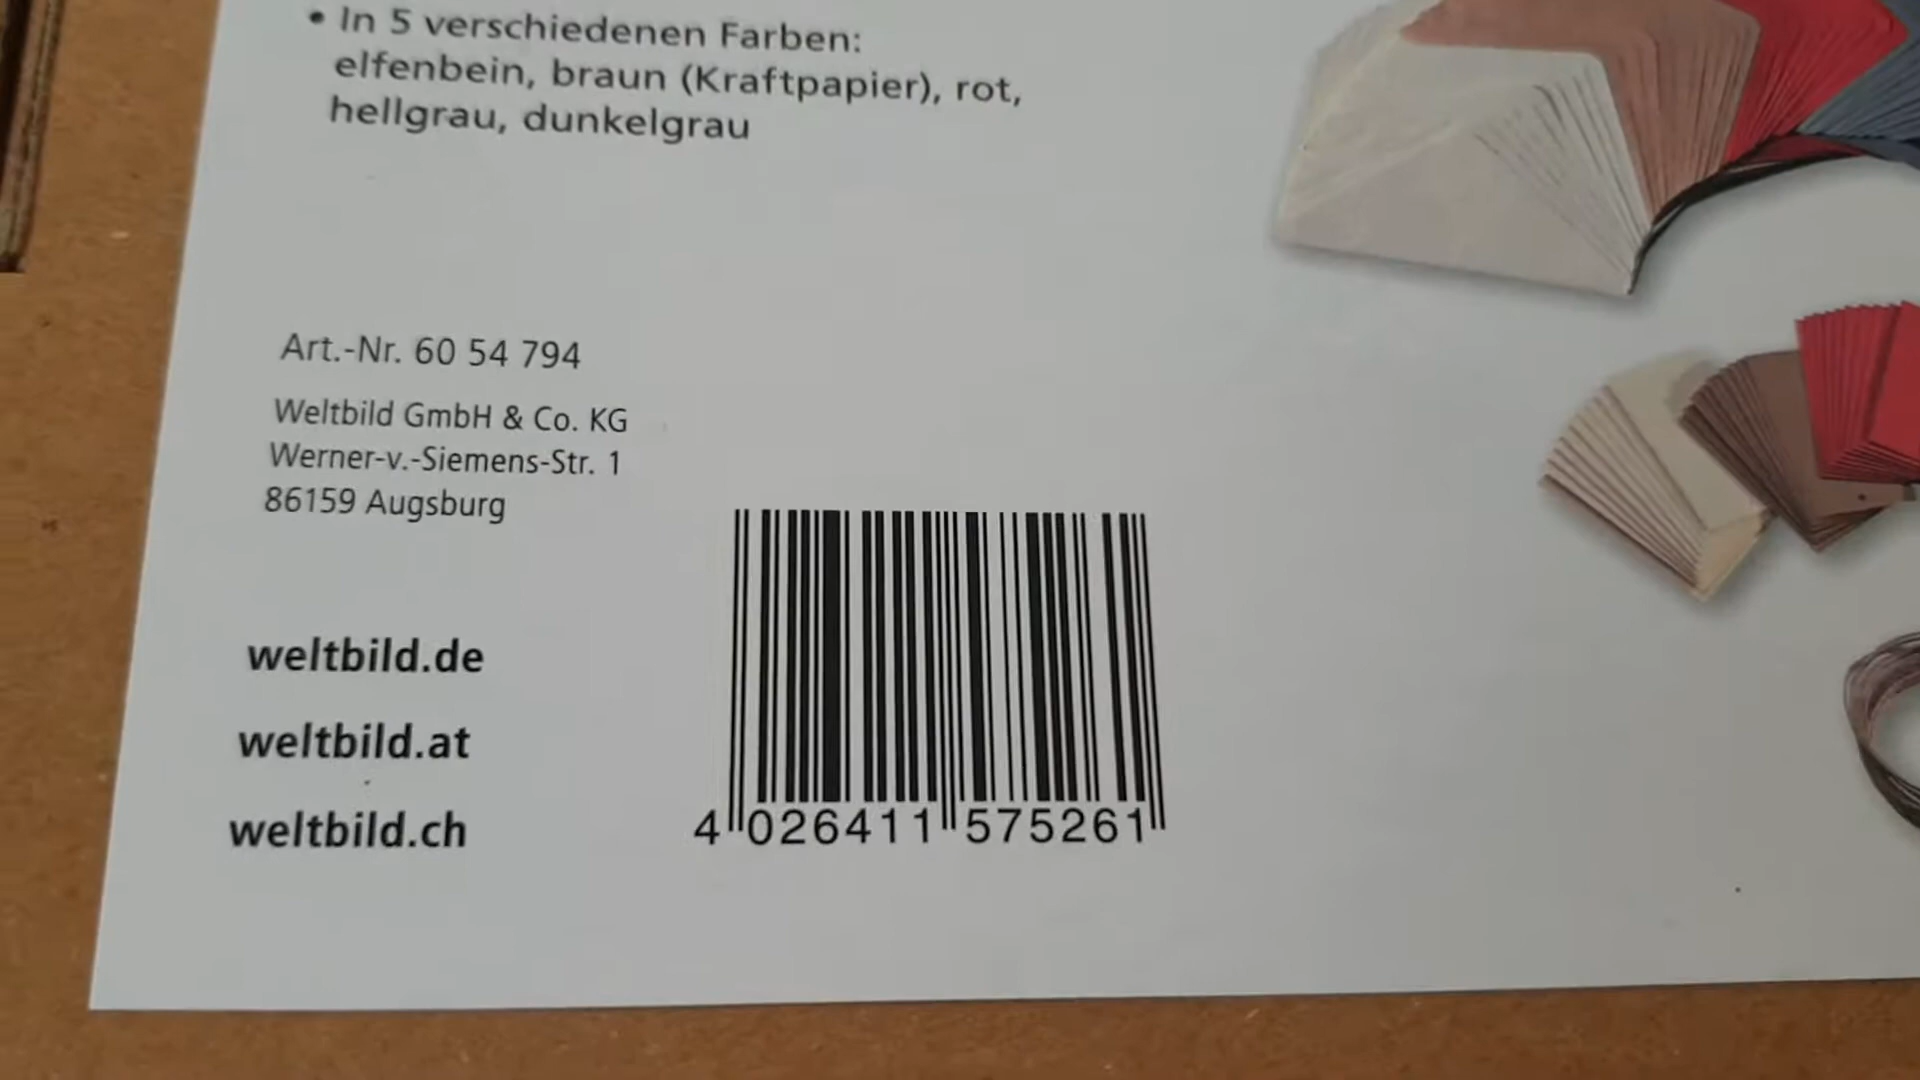 • In 5 verschiedenen Farben:
elfenbein, braun (Kraftpapier), rot,
hellgrau, dunkelgrau
Art.-Nr. 60 54 794
Weltbild GmbH & Co. KG
Werner-v.-Siemens-Str. 1
86159 Augsburg
weltbild.de
weltbild.at
weltbild.ch
4 026411 575261